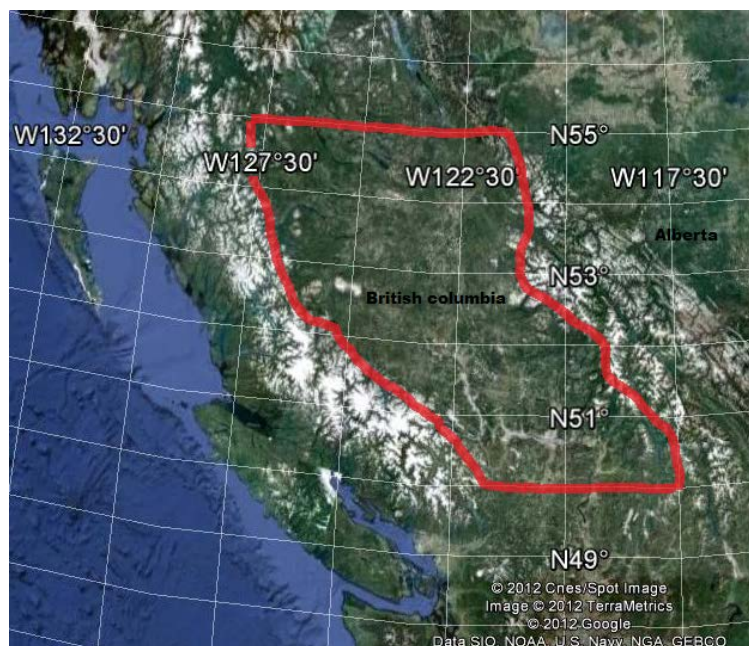 W132°30'
N55°
W127°30'
W122°30'
W117°30'
Alberta
N53°
British columbia
N51°
N49°
© 2012 Cnes/Spot Image
Image © 2012 TerraMetrics
© 2012 Google
Data SIO, NOAA, U.S. Navy, NGA, GEBCO